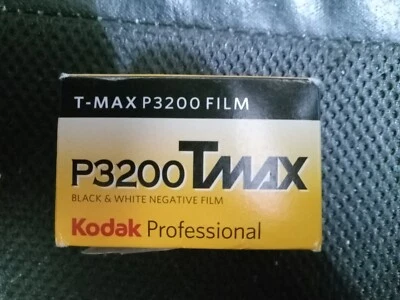 T-MAX P3200 FILM
P3200 TMAX
BLACK & WHITE NEGATIVE FILM
Kodak Professional